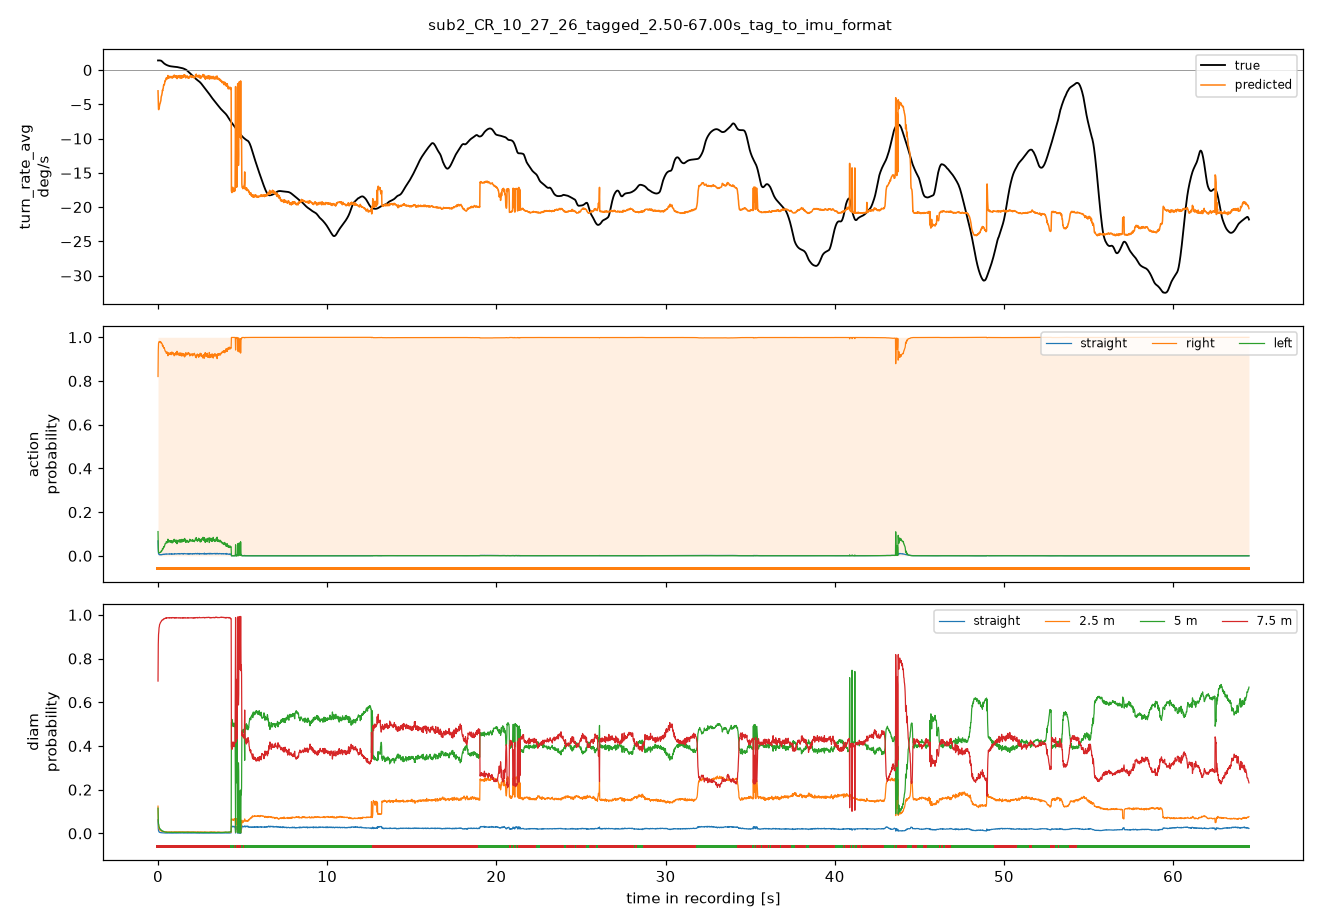 sub2_CR_10_27_26_tagged_2.50-67.00s_tag_to_imu_format
turn_rate_avg
deg/s
0
−5
−10
−15
−20
−25
−30
true
predicted
action
probability
1.0
0.8
0.6
0.4
0.2
0.0
straight right left
diam
probability
1.0
0.8
0.6
0.4
0.2
0.0
straight 2.5 m 5 m 7.5 m
0 10 20 30 40 50 60
time in recording [s]